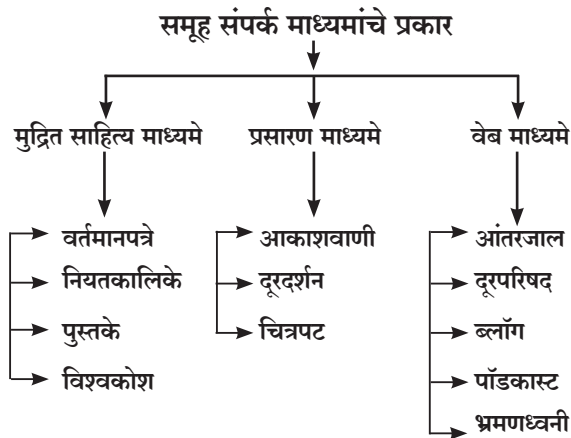 समूह संपर्क माध्यमांचे प्रकार
मुद्रित साहित्य माध्यमे
प्रसारण माध्यमे
वेब माध्यमे
वर्तमानपत्रे
नियतकालिके
पुस्तके
विश्वकोश
आकाशवाणी
दूरदर्शन
चित्रपट
आंतरजाल
दूरपरिषद
ब्लॉग
पॉडकास्ट
भ्रमणध्वनी